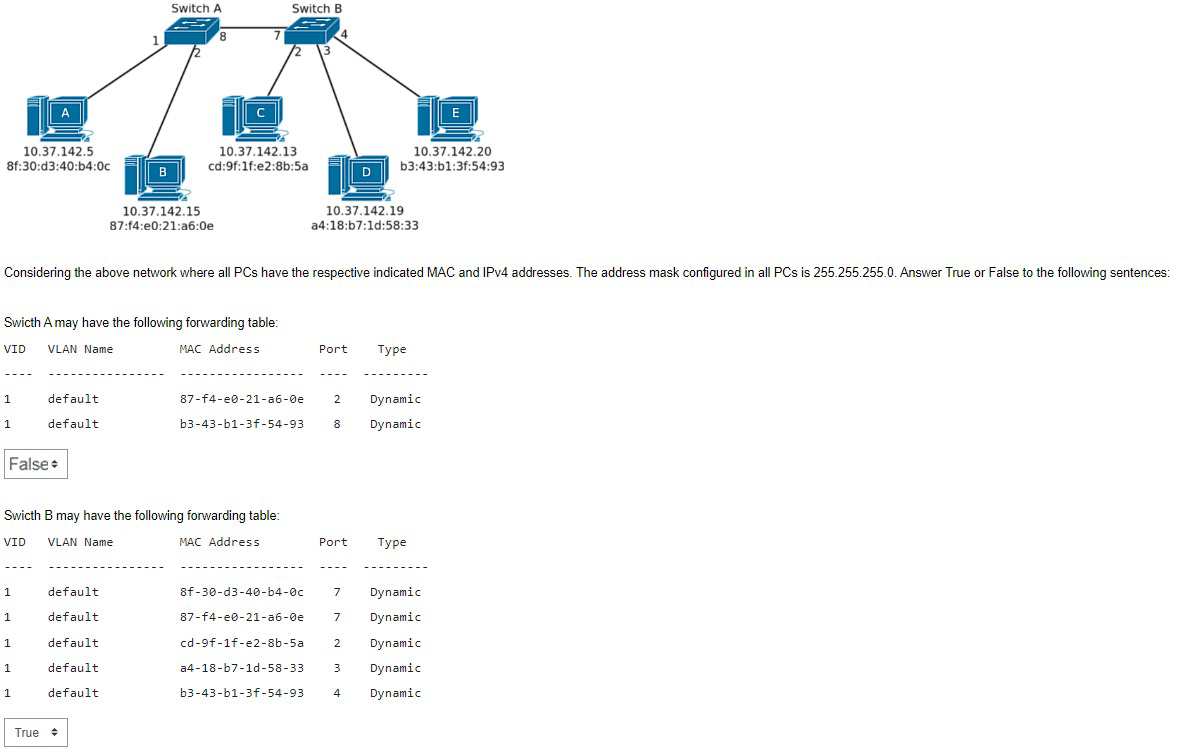 Switch A Switch B
1 2 8 7 2 3 4
A C E
10.37.142.5 10.37.142.13 10.37.142.20
8f:30:d3:40:b4:0c cd:9f:1f:e2:8b:5a b3:43:b1:3f:54:93
B D
10.37.142.15 10.37.142.19
87:f4:e0:21:a6:0e a4:18:b7:1d:58:33
Considering the above network where all PCs have the respective indicated MAC and IPv4 addresses. The address mask configured in all PCs is 255.255.255.0. Answer True or False to the following sentences:
Swicth A may have the following forwarding table:
VID VLAN Name MAC Address Port Type
---- ---------------- ----------------- ---- ---------
1 default 87-f4-e0-21-a6-0e 2 Dynamic
1 default b3-43-b1-3f-54-93 8 Dynamic
False
Swicth B may have the following forwarding table:
VID VLAN Name MAC Address Port Type
---- ---------------- ----------------- ---- ---------
1 default 8f-30-d3-40-b4-0c 7 Dynamic
1 default 87-f4-e0-21-a6-0e 7 Dynamic
1 default cd-9f-1f-e2-8b-5a 2 Dynamic
1 default a4-18-b7-1d-58-33 3 Dynamic
1 default b3-43-b1-3f-54-93 4 Dynamic
True